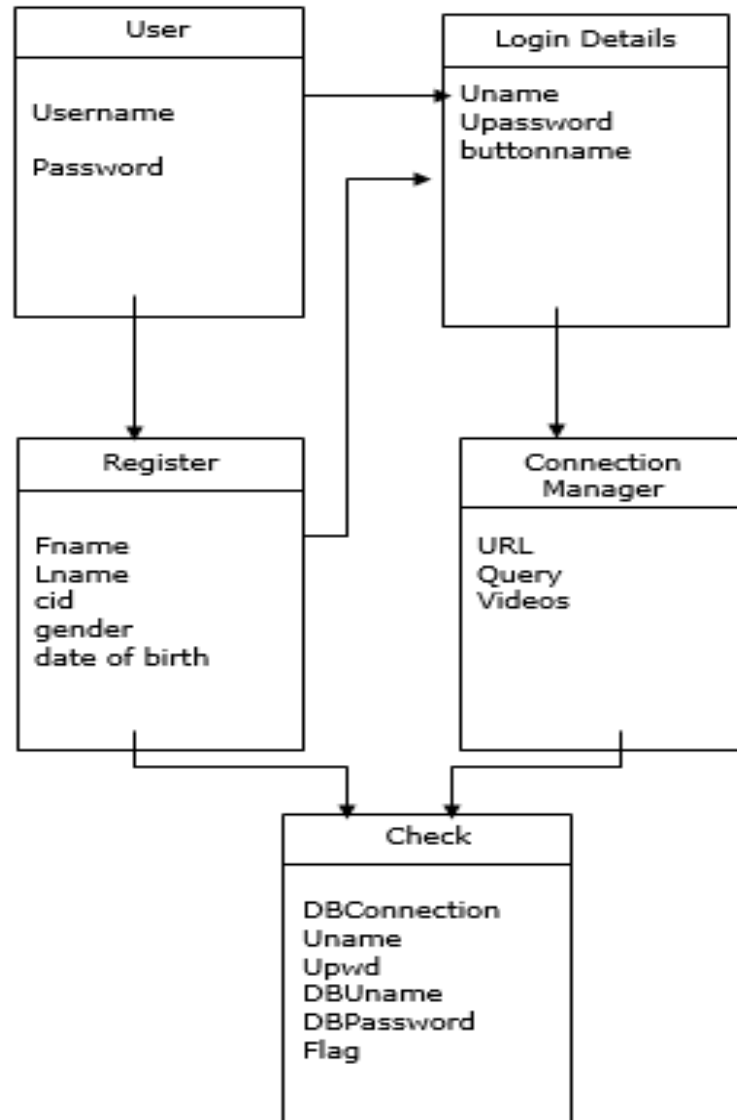 User
Username
Password
Login Details
Uname
Upassword
buttonname
Register
Fname
Lname
cid
gender
date of birth
Connection
Manager
URL
Query
Videos
Check
DBConnection
Uname
Upwd
DBUname
DBPassword
Flag